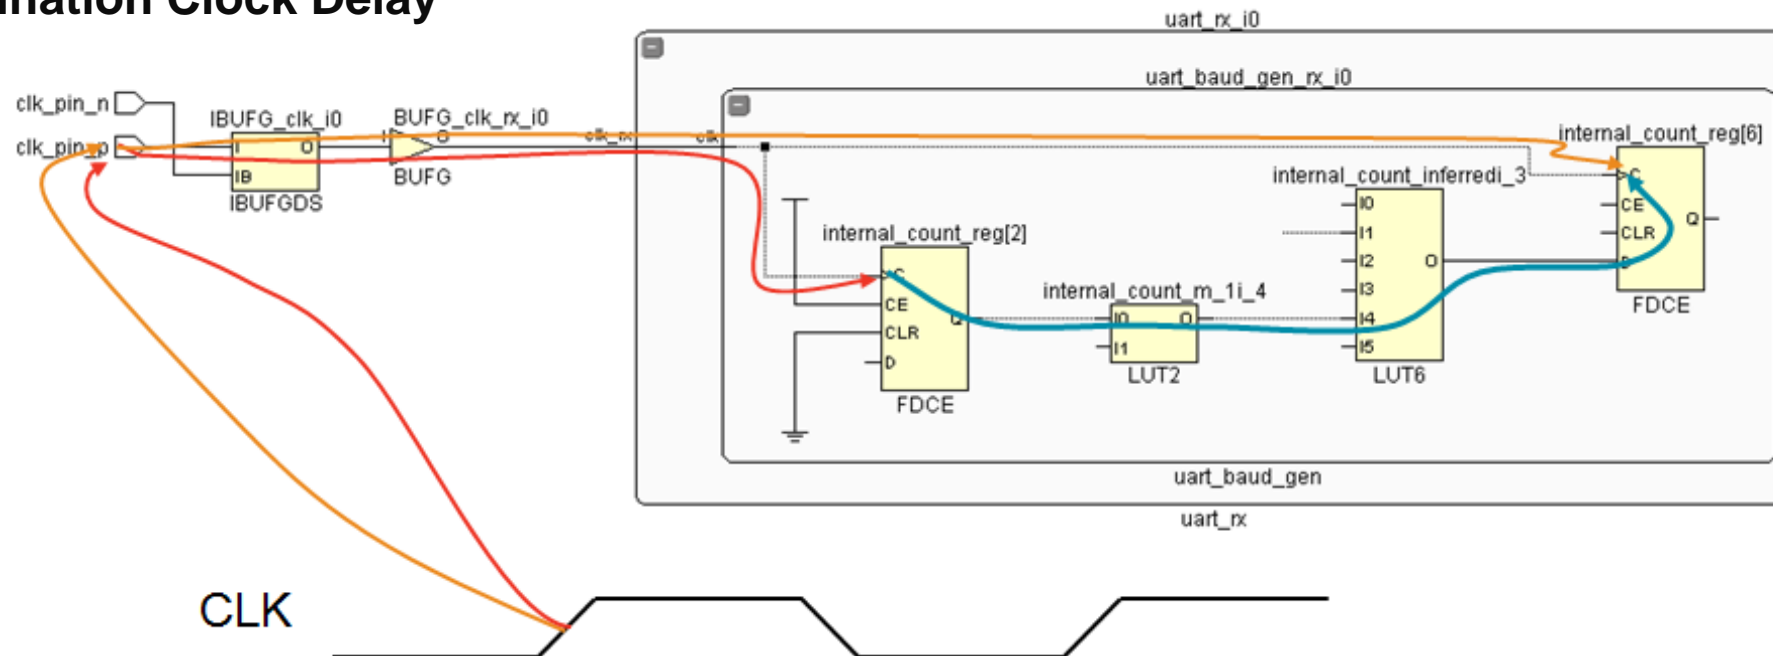 Clock Delay
uart_rx_i0
uart_baud_gen_rx_i0
clk_pin_n
IBUFG_clk_i0
BUFG_clk_rx_i0
internal_count_reg[6]
clk_pin_p
I
O
I
O
clk_rx
clk
IB
BUFG
IBUFGDS
internal_count_inferredi_3
C
I0
CE
Q
internal_count_reg[2]
I1
CLR
I2
O
D
C
I3
FDCE
internal_count_m_1i_4
CE
Q
I0
O
I4
CLR
I1
I5
D
LUT2
LUT6
FDCE
uart_baud_gen
uart_rx
CLK